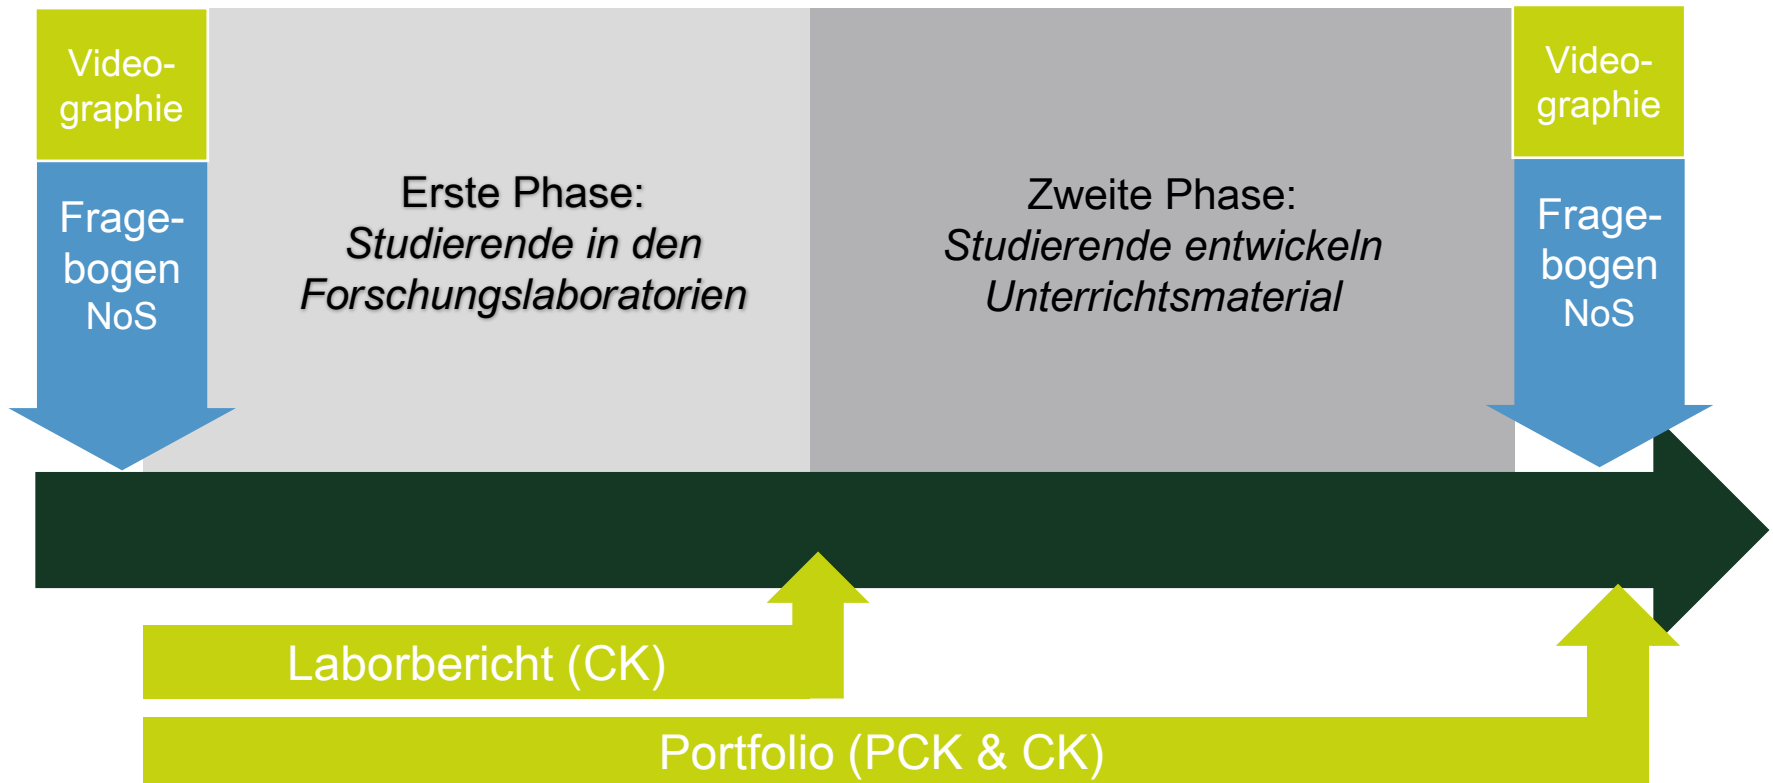 Video-
graphie
Frage-
bogen
NoS
Erste Phase:
Studierende in den
Forschungslaboratorien
Zweite Phase:
Studierende entwickeln
Unterrichtsmaterial
Video-
graphie
Frage-
bogen
NoS
Laborbericht (CK)
Portfolio (PCK & CK)